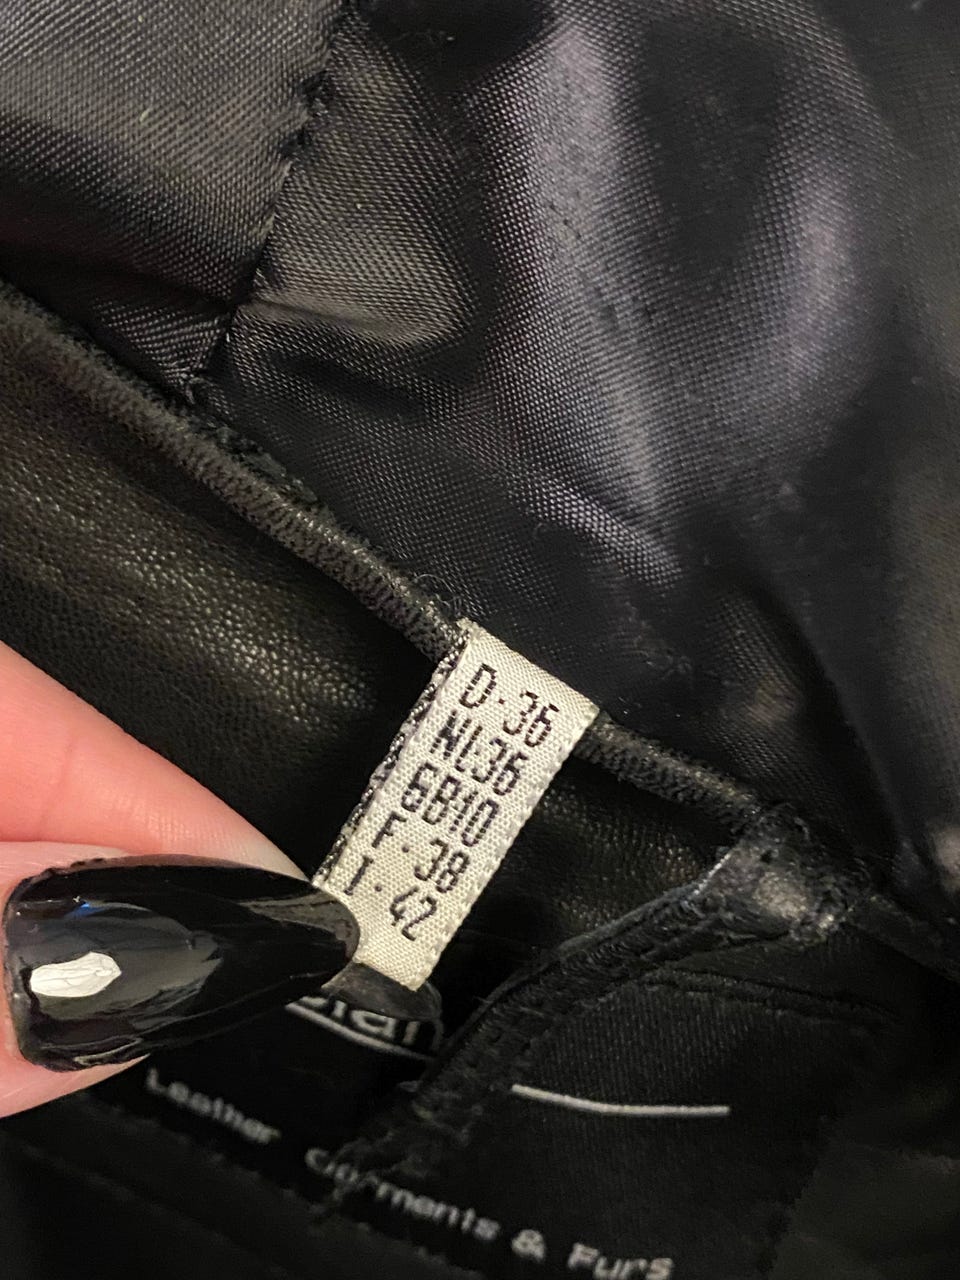 D·36
NL·36
GB10
F·38
I·42
Leather Garments & Furs